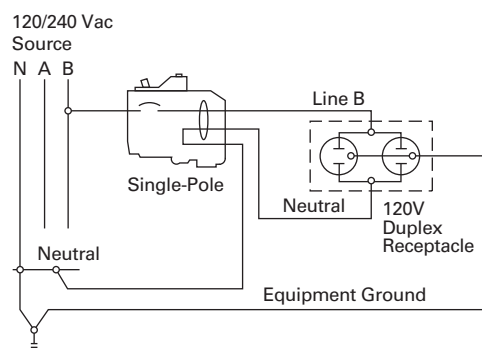 120/240 Vac
Source
N A B
Line B
Single-Pole
Neutral
120V
Duplex
Receptacle
Neutral
Equipment Ground